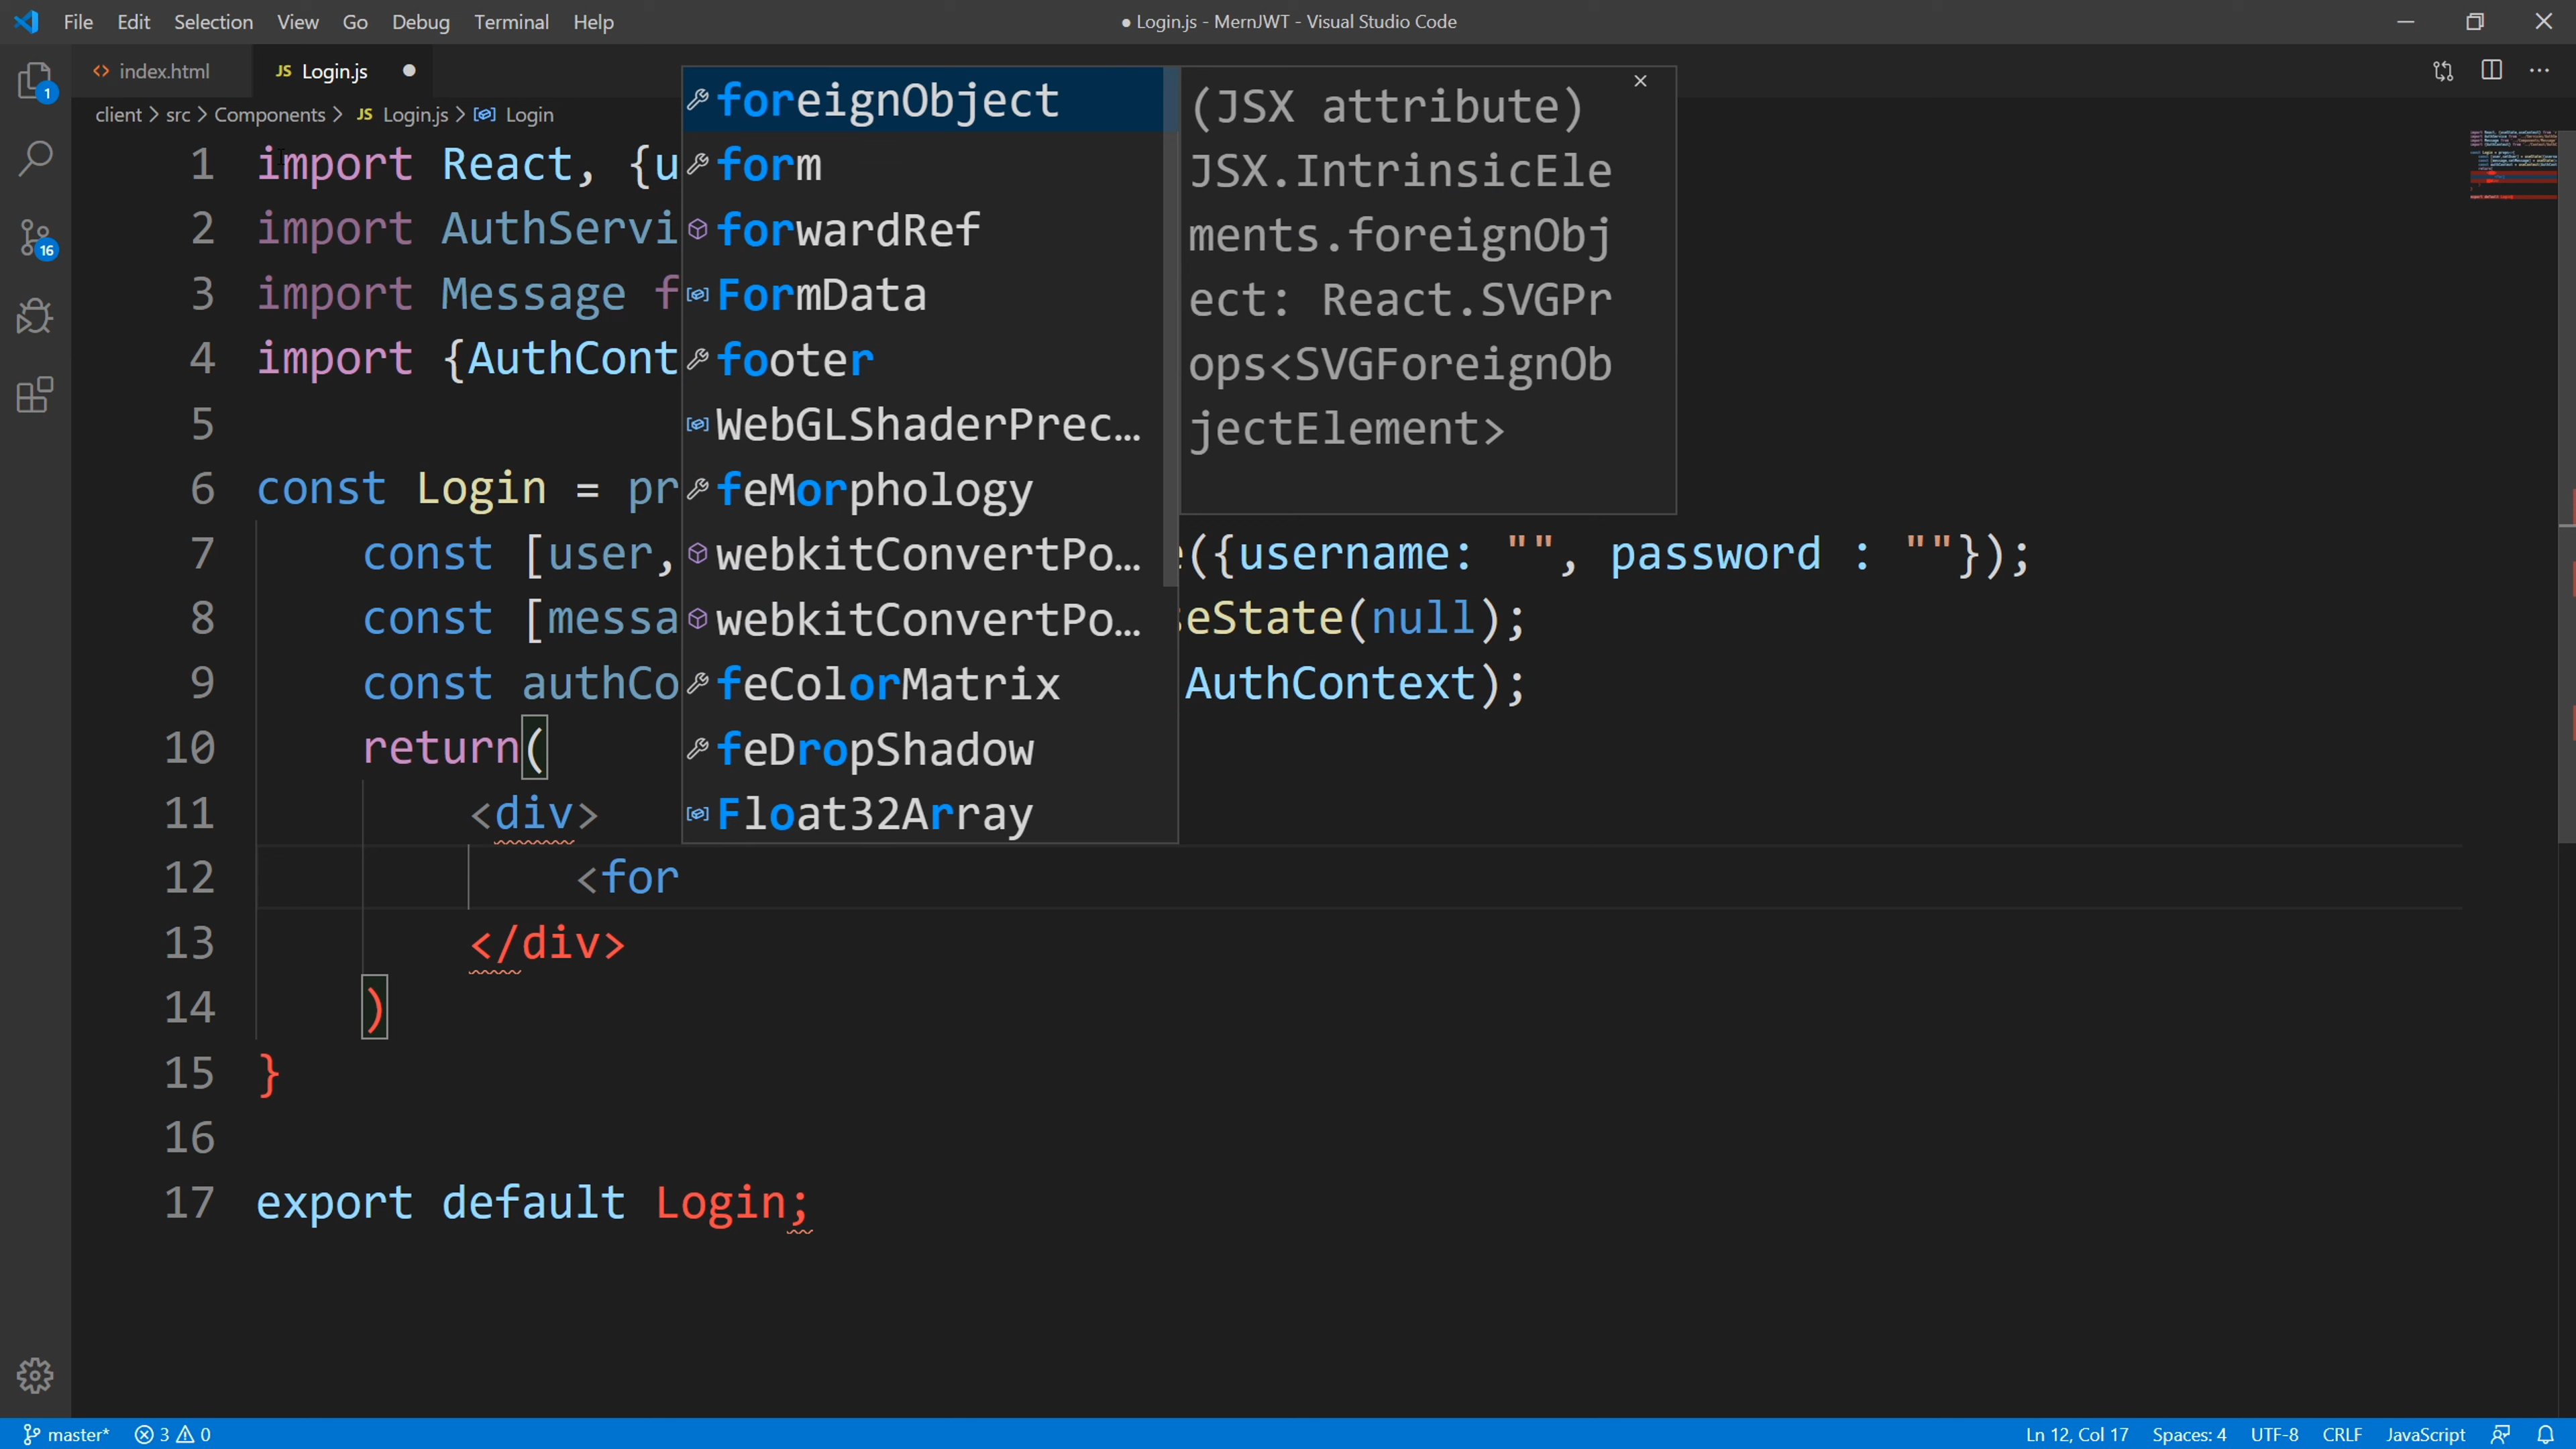 File Edit Selection View Go Debug Terminal Help
● Login.js - MernJWT - Visual Studio Code
index.html
JS Login.js ●
client > src > Components > JS Login.js > Login
1 import React, {u
2 import AuthServi
3 import Message f
4 import {AuthCont
5
6 const Login = pr
7 const [user, e({username: "", password : ""});
8 const [messa seState(null);
9 const authCo AuthContext);
10 return(
11 <div>
12 <for
13 </div>
14 )
15 }
16
17 export default Login;
foreignObject
form
forwardRef
FormData
footer
WebGLShaderPrec…
feMorphology
webkitConvertPo…
webkitConvertPo…
feColorMatrix
feDropShadow
Float32Array
(JSX attribute)
JSX.IntrinsicEle
ments.foreignObj
ect: React.SVGPr
ops<SVGForeignOb
jectElement>
1
16
master* 3 0
Ln 12, Col 17 Spaces: 4 UTF-8 CRLF JavaScript